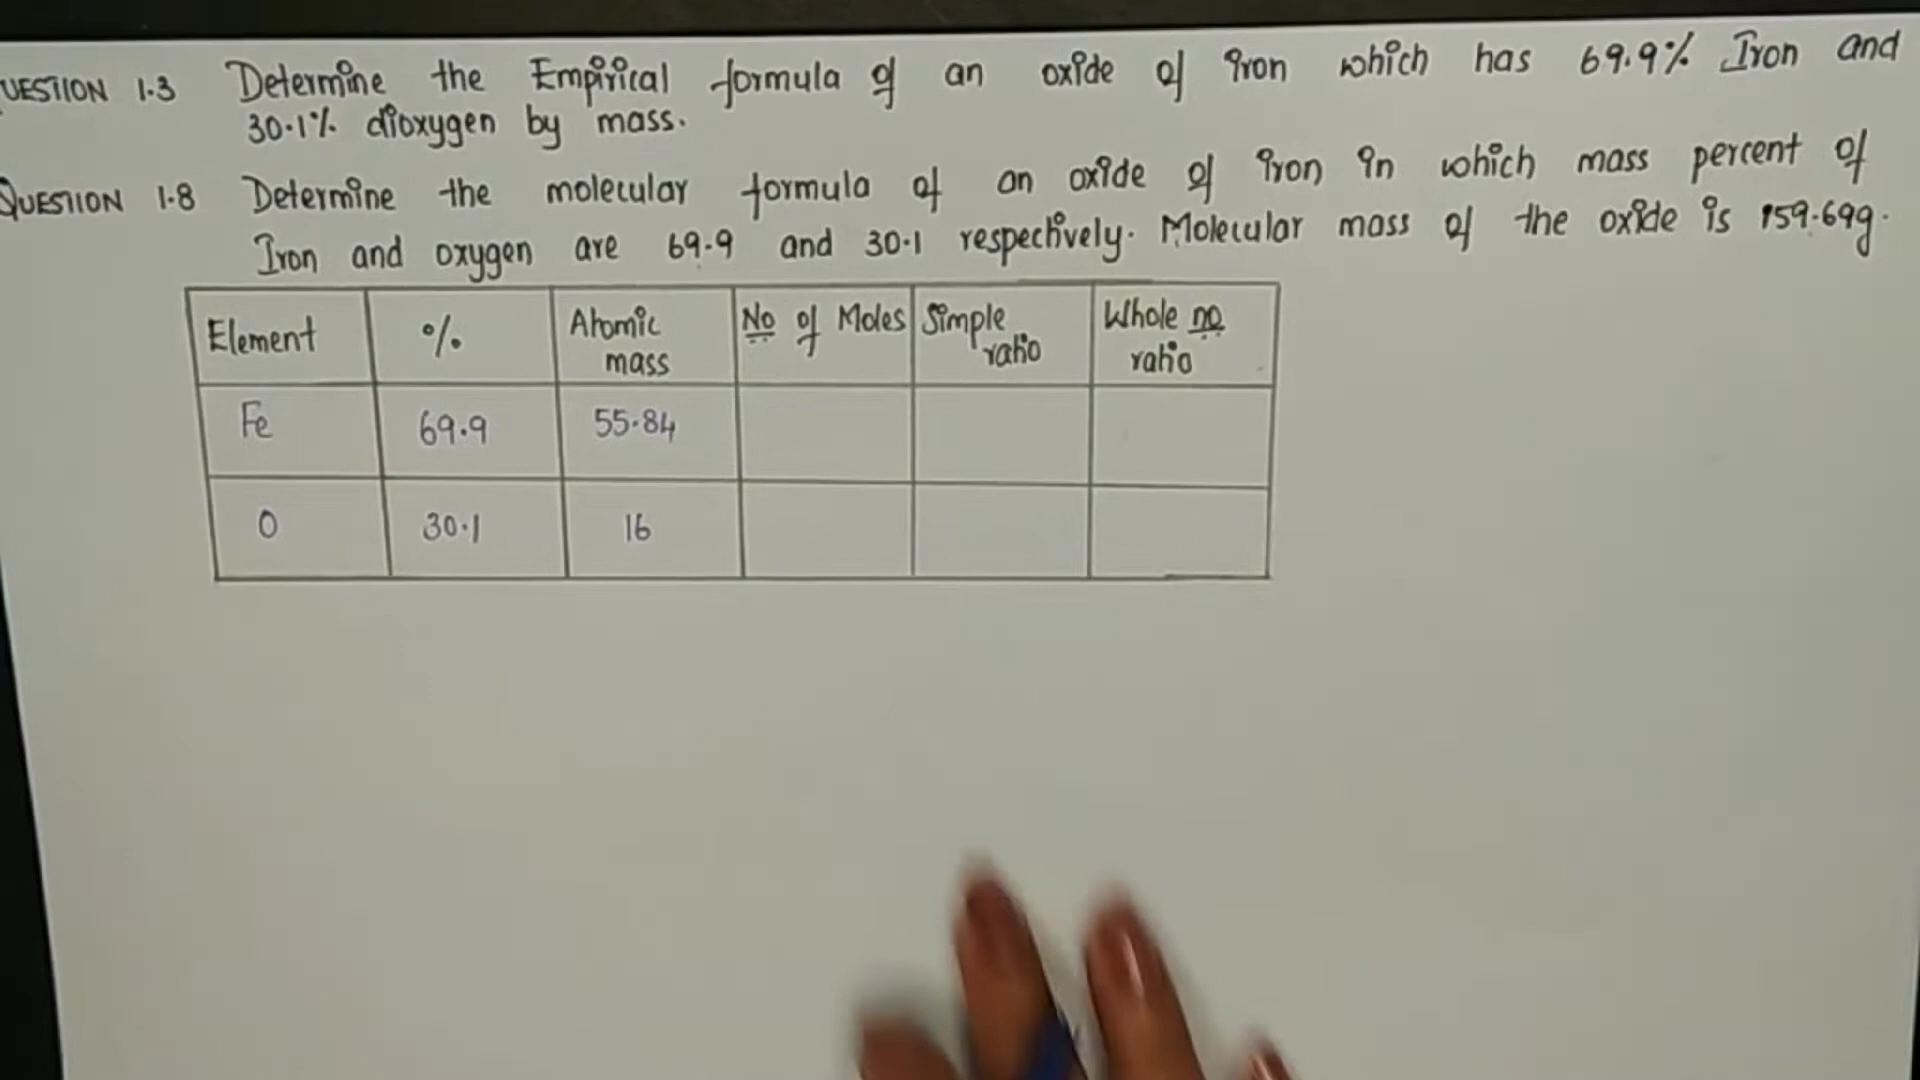 UESTION 1.3 Determine the Empirical formula of an oxide of iron which has 69.9% Iron and
30.1% dioxygen by mass.
QUESTION 1.8 Determine the molecular formula of an oxide of iron in which mass percent of
Iron and oxygen are 69.9 and 30.1 respectively. Molecular mass of the oxide is 159.69g.
Element % Atomic mass No of Moles Simple ratio Whole no ratio
Fe 69.9 55.84
O 30.1 16